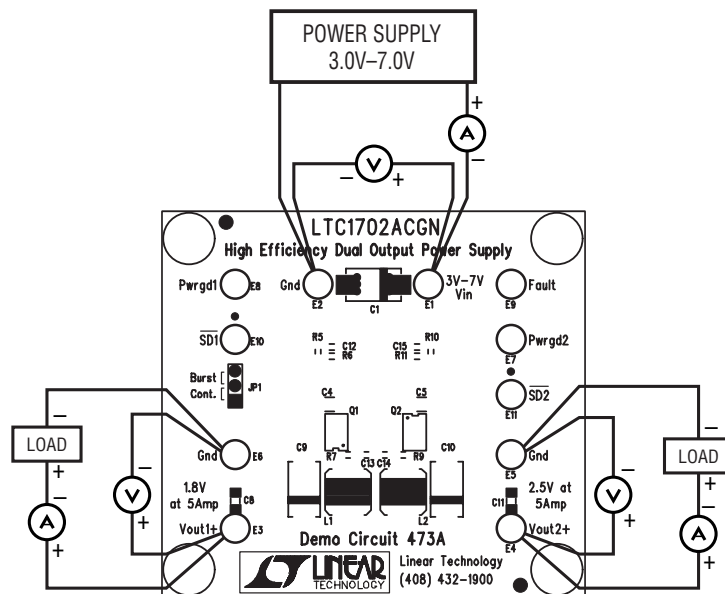 POWER SUPPLY
3.0V–7.0V
+
A
–
– V +
LTC1702ACGN
High Efficiency Dual Output Power Supply
Pwrgd1 E8
Gnd
E2
C1
E1
3V-7V
Vin
E9
Fault
SD1 E10
R5
C12
R6
C15
R11
R10
Pwrgd2
E7
Burst
Cont.
JP1
SD2
E11
C4
C5
Q1
Q2
–
LOAD
+
–
A
+
–
V
+
Gnd E6
C9
R7
C13
C14
R9
C10
E5
Gnd
–
V
+
–
LOAD
+
–
A
+
1.8V
at 5Amp
C8
Vout1+ E3
L1
L2
C11
2.5V at
5Amp
Vout2+
E4
Demo Circuit 473A
LT LINEAR
TECHNOLOGY
Linear Technology
(408) 432-1900